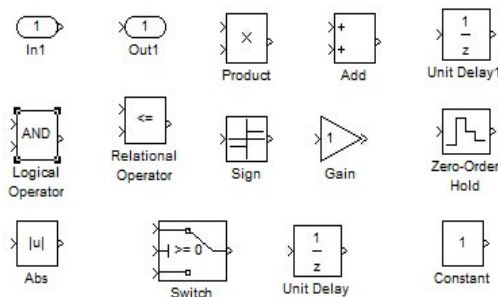 1
In1
1
Out1
×
Product
+
+
Add
1
z
Unit Delay1
AND
Logical
Operator
<=
Relational
Operator
Sign
1
Gain
Zero-Order
Hold
|u|
Abs
>= 0
Switch
1
z
Unit Delay
1
Constant